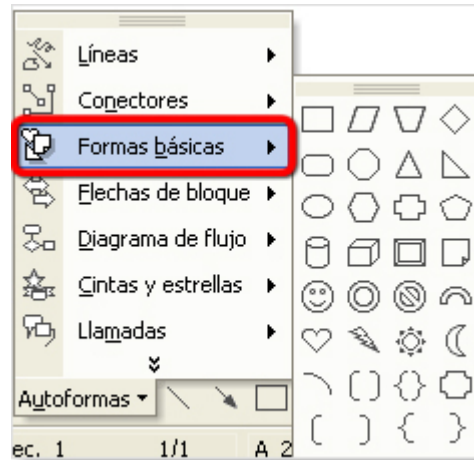 Líneas
Conectores
Formas básicas
Flechas de bloque
Diagrama de flujo
Cintas y estrellas
Llamadas
Autoformas
ec. 1 1/1 A 2